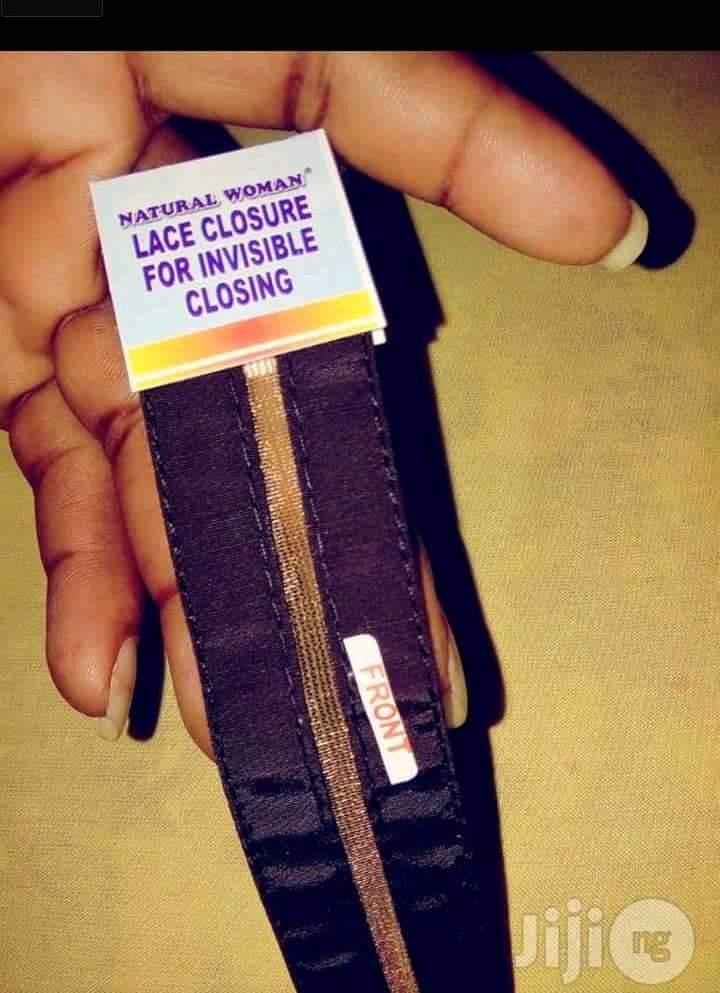 NATURAL WOMAN®
LACE CLOSURE
FOR INVISIBLE
CLOSING
FRONT
Jiji ng